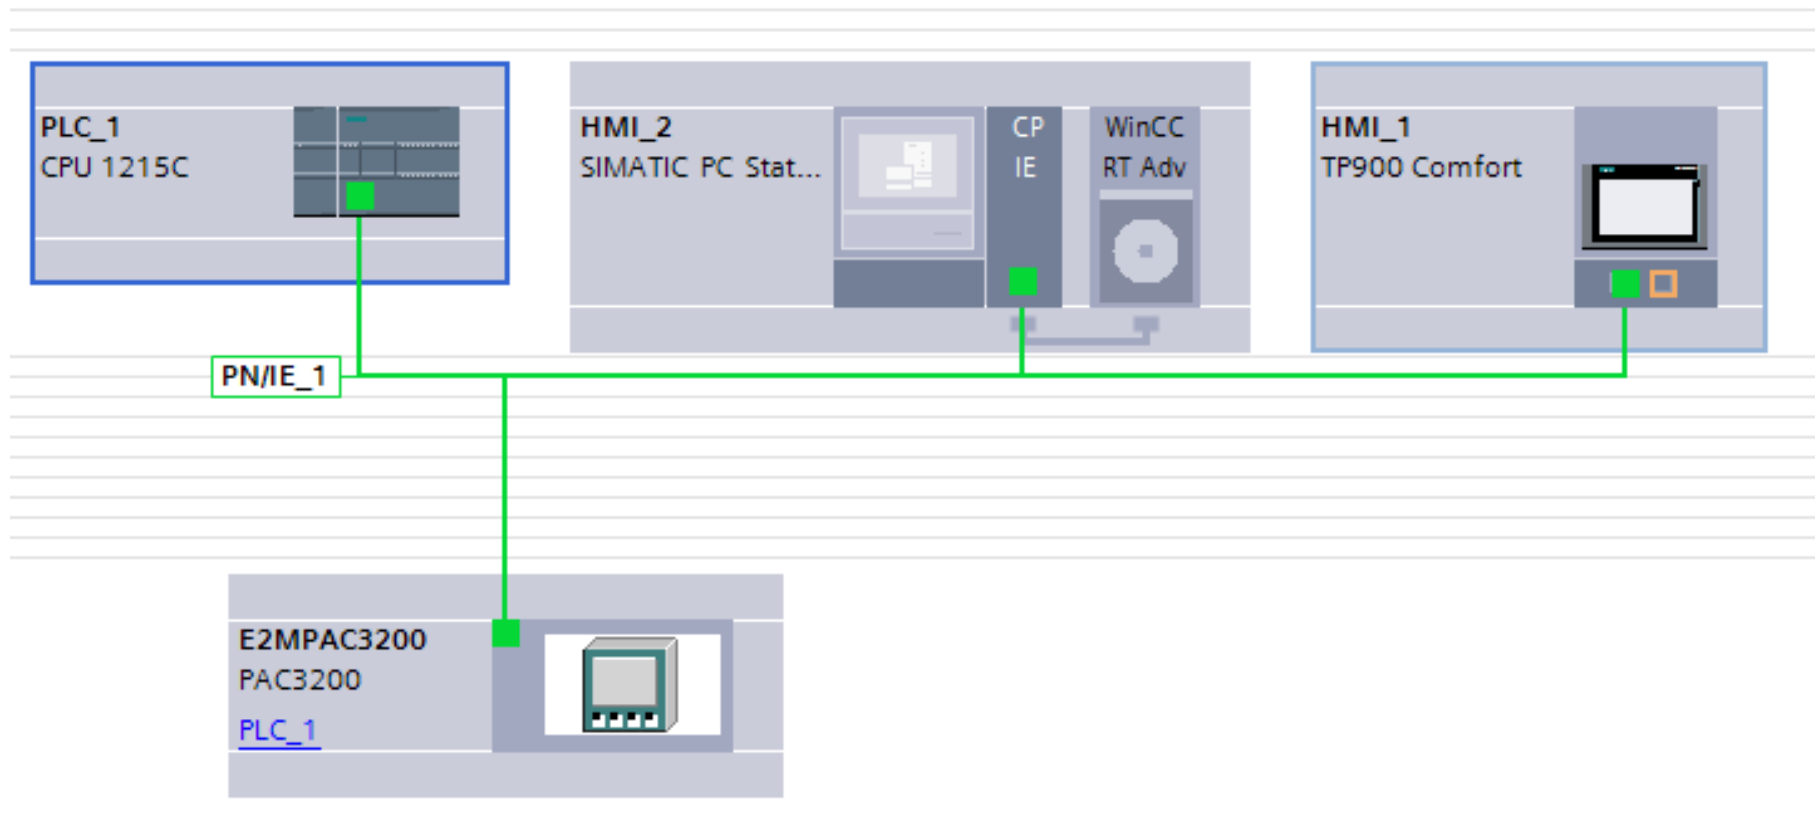 PLC_1
CPU 1215C
HMI_2
SIMATIC PC Stat...
CP
IE
WinCC
RT Adv
HMI_1
TP900 Comfort
PN/IE_1
E2MPAC3200
PAC3200
PLC_1